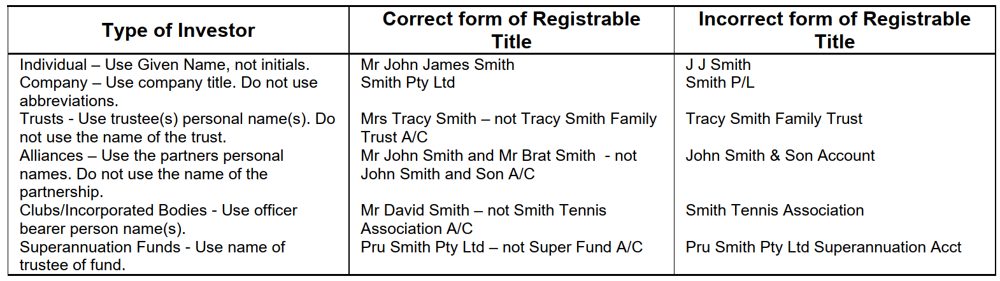 Type of Investor
Correct form of Registrable
Title
Incorrect form of Registrable
Title
Individual – Use Given Name, not initials.
Mr John James Smith
J J Smith
Company – Use company title. Do not use
abbreviations.
Smith Pty Ltd
Smith P/L
Trusts - Use trustee(s) personal name(s). Do
not use the name of the trust.
Mrs Tracy Smith – not Tracy Smith Family
Trust A/C
Tracy Smith Family Trust
Alliances – Use the partners personal
names. Do not use the name of the
partnership.
Mr John Smith and Mr Brat Smith  - not
John Smith and Son A/C
John Smith & Son Account
Clubs/Incorporated Bodies - Use officer
bearer person name(s).
Mr David Smith – not Smith Tennis
Association A/C
Smith Tennis Association
Superannuation Funds - Use name of
trustee of fund.
Pru Smith Pty Ltd – not Super Fund A/C
Pru Smith Pty Ltd Superannuation Acct